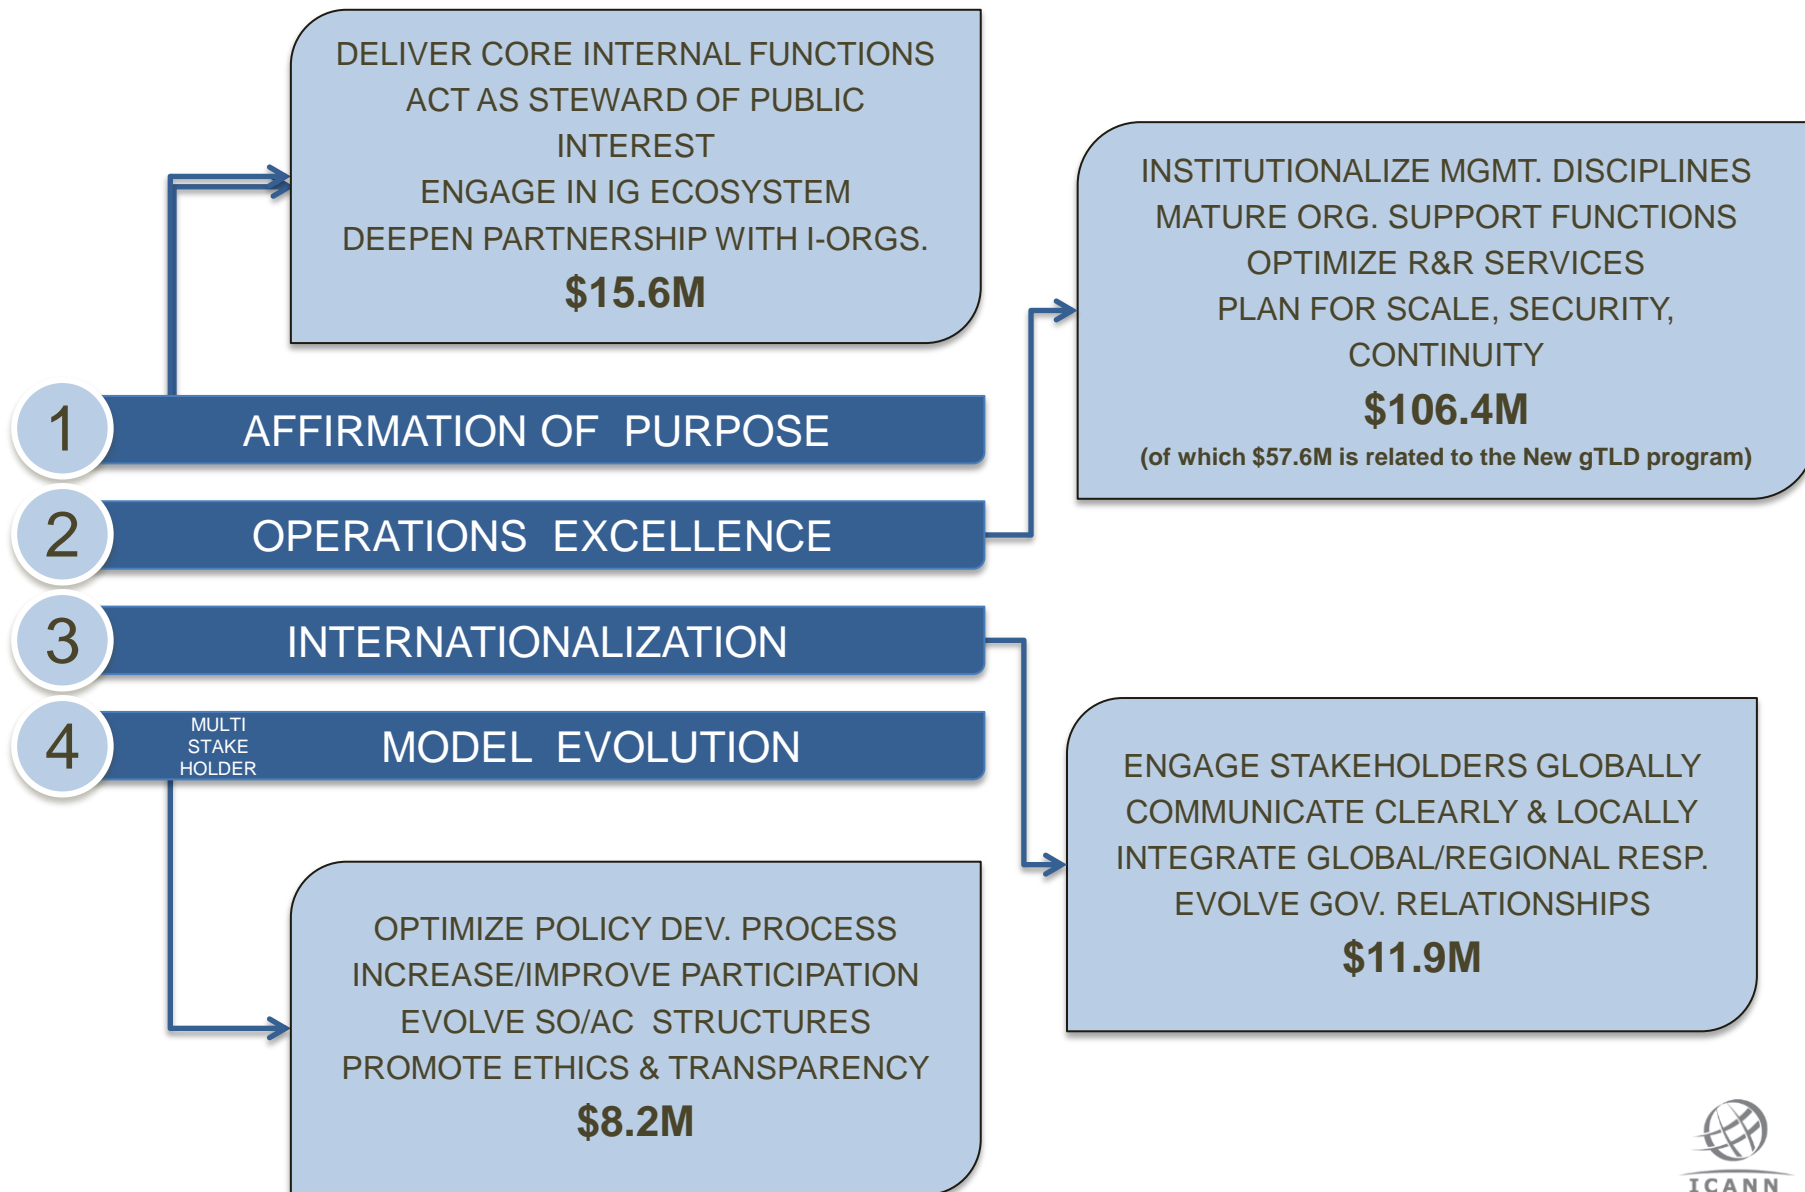 DELIVER CORE INTERNAL FUNCTIONS
ACT AS STEWARD OF PUBLIC
INTEREST
ENGAGE IN IG ECOSYSTEM
DEEPEN PARTNERSHIP WITH I-ORGS.
$15.6M
INSTITUTIONALIZE MGMT. DISCIPLINES
MATURE ORG. SUPPORT FUNCTIONS
OPTIMIZE R&R SERVICES
PLAN FOR SCALE, SECURITY,
CONTINUITY
$106.4M
(of which $57.6M is related to the New gTLD program)
1 AFFIRMATION OF PURPOSE
2 OPERATIONS EXCELLENCE
3 INTERNATIONALIZATION
4 MULTI
STAKE
HOLDER
MODEL EVOLUTION
ENGAGE STAKEHOLDERS GLOBALLY
COMMUNICATE CLEARLY & LOCALLY
INTEGRATE GLOBAL/REGIONAL RESP.
EVOLVE GOV. RELATIONSHIPS
$11.9M
OPTIMIZE POLICY DEV. PROCESS
INCREASE/IMPROVE PARTICIPATION
EVOLVE SO/AC STRUCTURES
PROMOTE ETHICS & TRANSPARENCY
$8.2M
ICANN